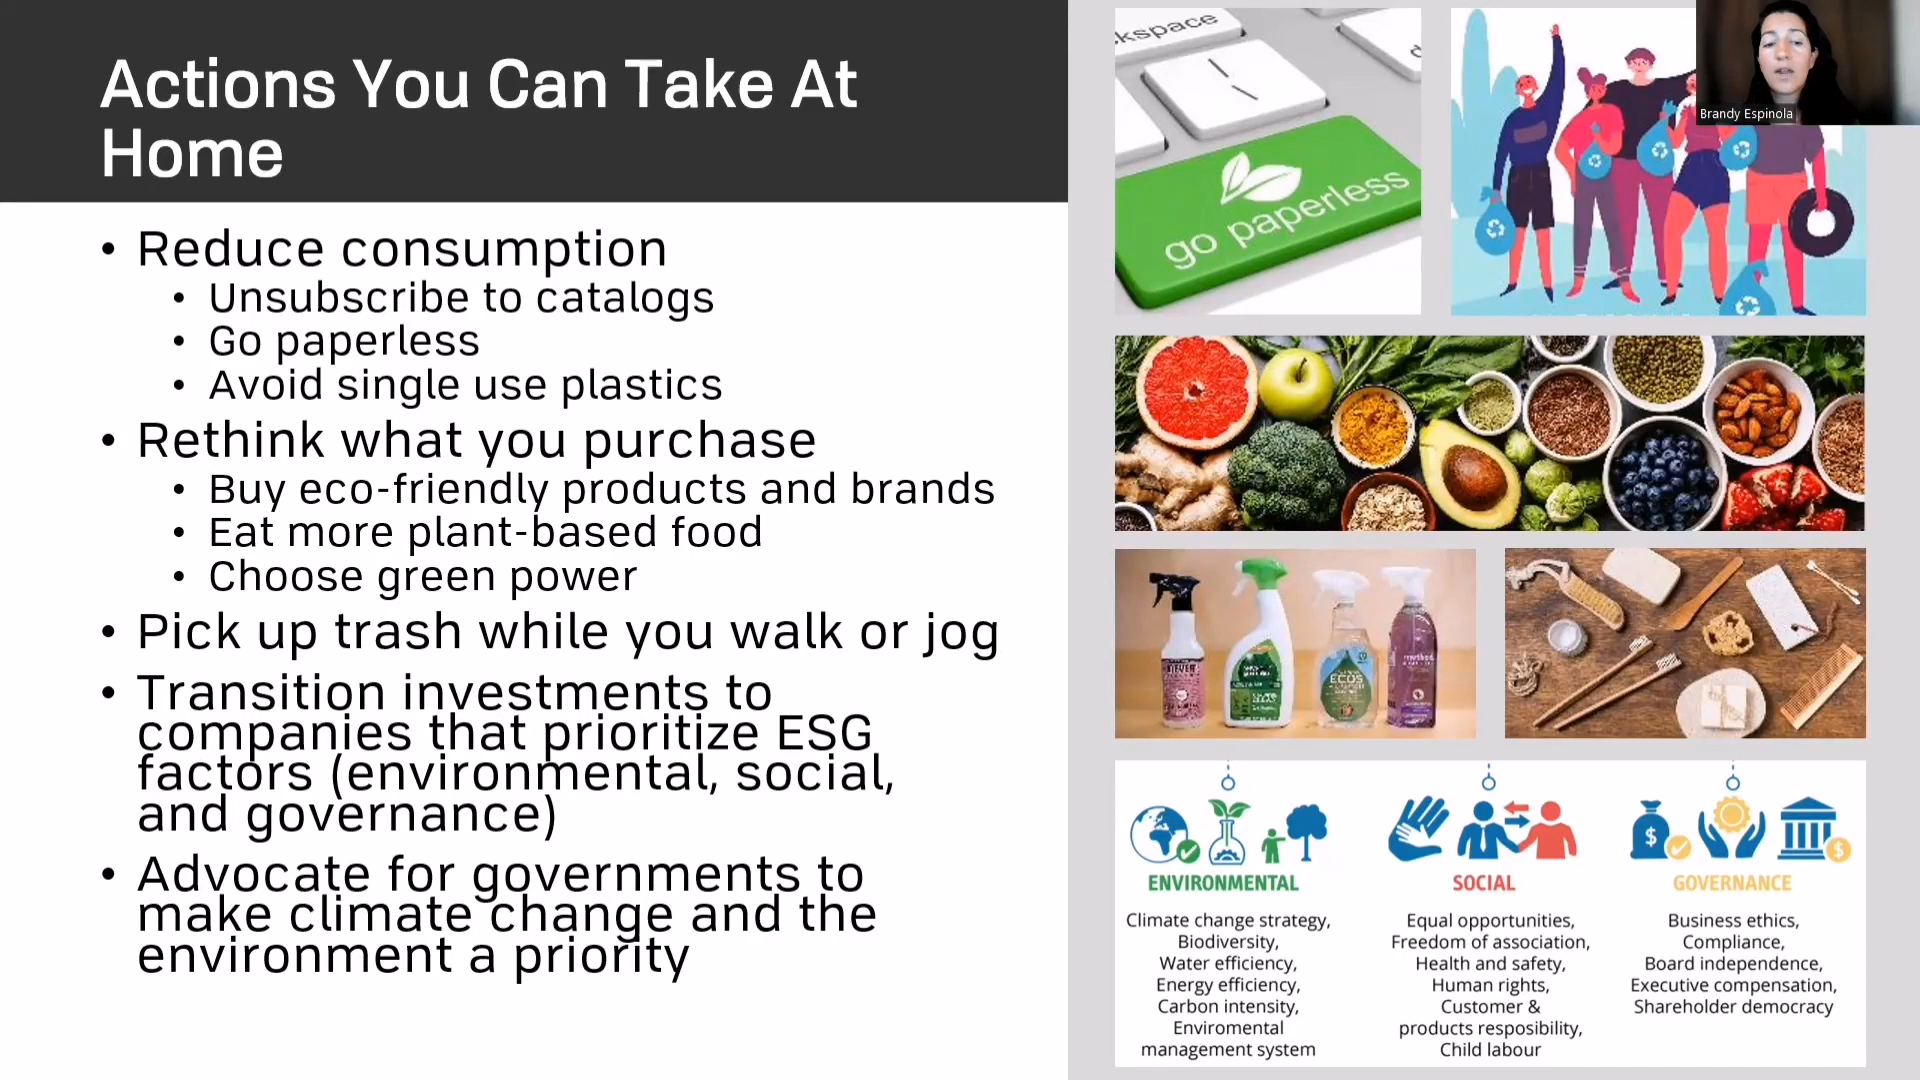 Actions You Can Take At
Home
• Reduce consumption
• Unsubscribe to catalogs
• Go paperless
• Avoid single use plastics
• Rethink what you purchase
• Buy eco-friendly products and brands
• Eat more plant-based food
• Choose green power
• Pick up trash while you walk or jog
• Transition investments to
companies that prioritize ESG
factors (environmental, social,
and governance)
• Advocate for governments to
make climate change and the
environment a priority
kspace
\
go paperless
Brandy Espinola
ECOS
method
ENVIRONMENTAL
Climate change strategy,
Biodiversity,
Water efficiency,
Energy efficiency,
Carbon intensity,
Enviromental
management system
SOCIAL
Equal opportunities,
Freedom of association,
Health and safety,
Human rights,
Customer &
products resposibility,
Child labour
GOVERNANCE
Business ethics,
Compliance,
Board independence,
Executive compensation,
Shareholder democracy